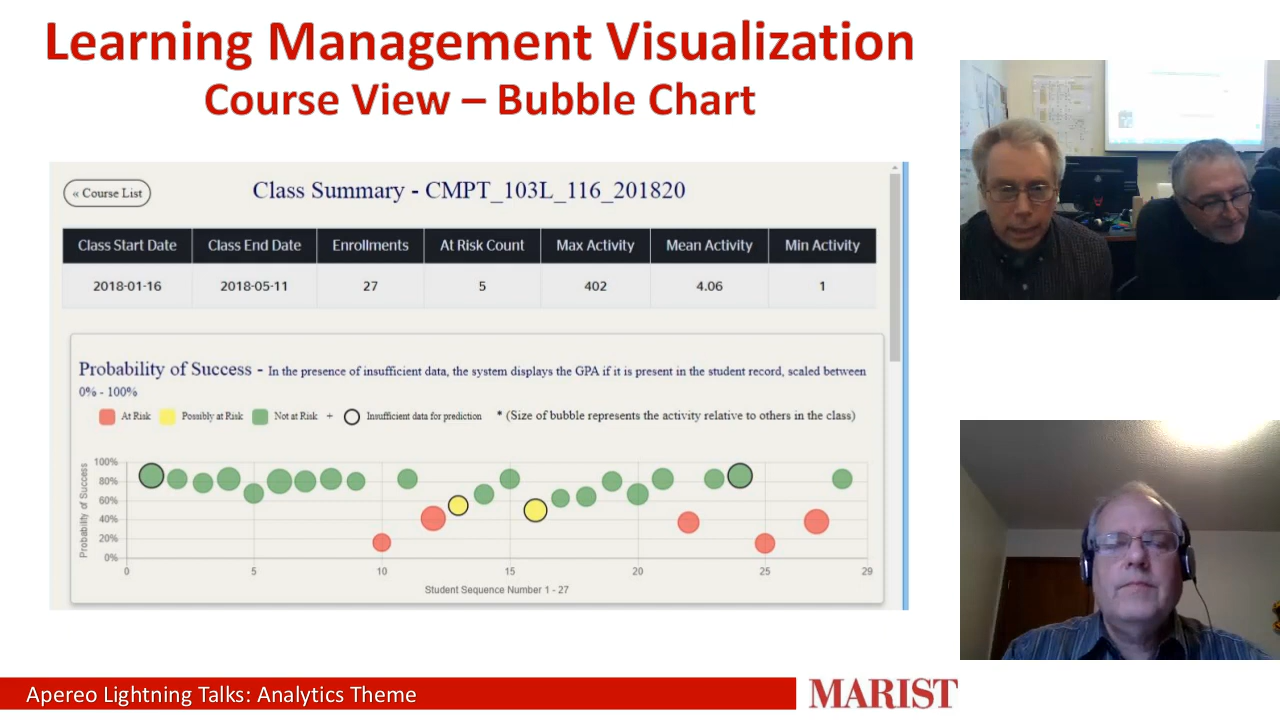 Learning Management Visualization
Course View – Bubble Chart
« Course List
Class Summary - CMPT_103L_116_201820
Class Start Date Class End Date Enrollments At Risk Count Max Activity Mean Activity Min Activity
2018-01-16 2018-05-11 27 5 402 4.06 1
Probability of Success - In the presence of insufficient data, the system displays the GPA if it is present in the student record, scaled between
0% - 100%
At Risk Possibly at Risk Not at Risk + Insufficient data for prediction * (Size of bubble represents the activity relative to others in the class)
Probability of Success
100%
80%
60%
40%
20%
0%
0 5 10 15 20 25 29
Student Sequence Number 1 - 27
Apereo Lightning Talks: Analytics Theme
MARIST